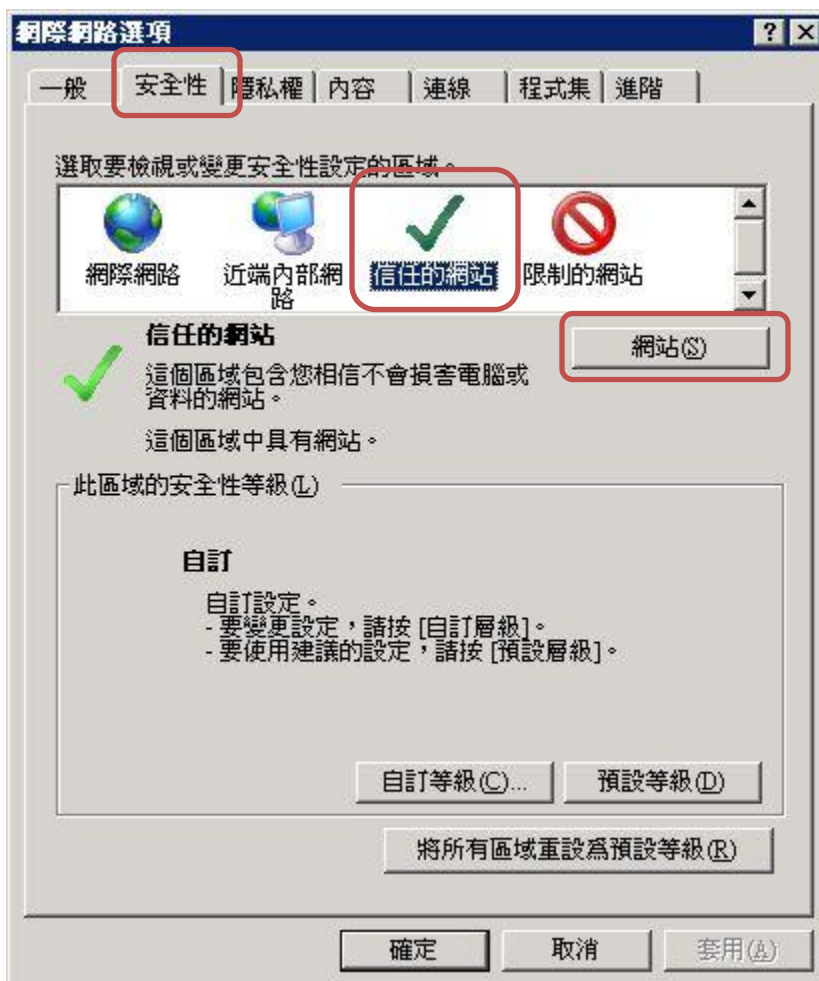 網際網路選項
一般 安全性 隱私權 內容 連線 程式集 進階
選取要檢視或變更安全性設定的區域。
網際網路 近端內部網路 信任的網站 限制的網站
信任的網站
網站(S)
這個區域包含您相信不會損害電腦或
資料的網站。
這個區域中具有網站。
此區域的安全性等級(L)
自訂
自訂設定。
- 要變更設定，請按 [自訂層級]。
- 要使用建議的設定，請按 [預設層級]。
自訂等級(C)... 預設等級(D)
將所有區域重設為預設等級(R)
確定 取消 套用(A)